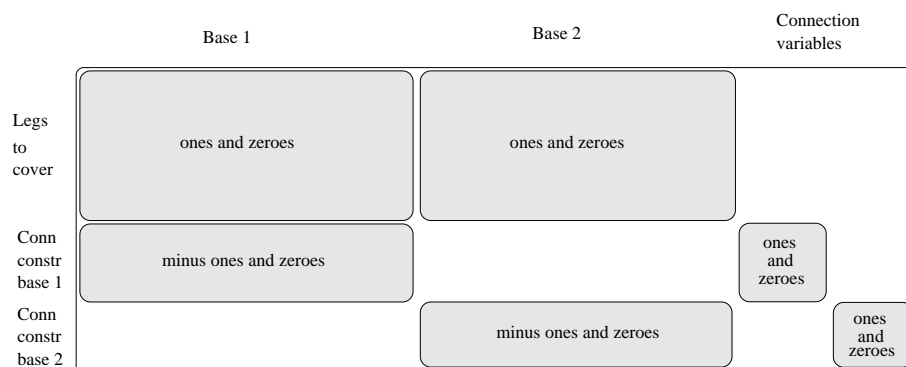 Base 1
Base 2
Connection
variables
Legs
to
cover
ones and zeroes
ones and zeroes
Conn
constr
base 1
minus ones and zeroes
ones
and
zeroes
Conn
constr
base 2
minus ones and zeroes
ones
and
zeroes